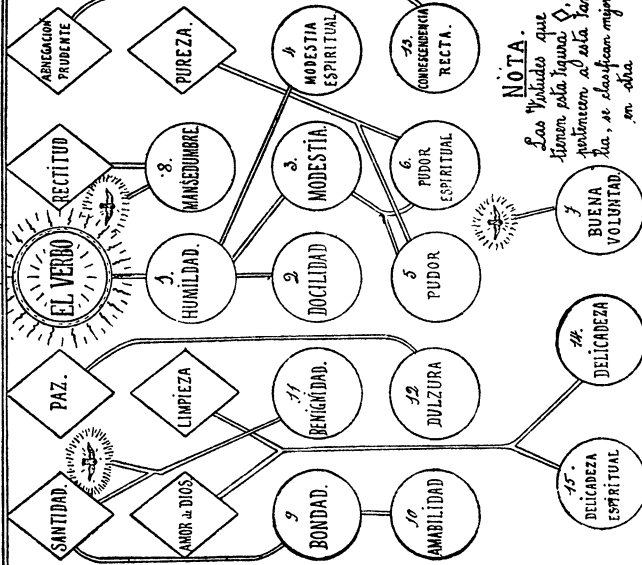 SANTIDAD.
PAZ.
EL VERBO
RECTITUD
ABNEGACION
PRUDENTE
AMOR de DIOS.
LIMPIEZA
1.
HUMILDAD.
8.
MANSEDUMBRE
PUREZA.
9
BONDAD.
11
BENIGNIDAD.
2
DOCILIDAD
3.
MODESTIA.
4
MODESTIA
ESPIRITUAL
10
AMABILIDAD
12
DULZURA
5
PUDOR
6.
PUDOR
ESPIRITUAL
13.
CONDESCENDENCIA
RECTA.
15.
DELICADEZA
ESPIRITUAL
14.
DELICADEZA
7
BUENA
VOLUNTAD.
NOTA.
Las Virtudes que
tienen esta figura ◇,
pertenecen a esta fam
lia, se clasifican mejor
en otra